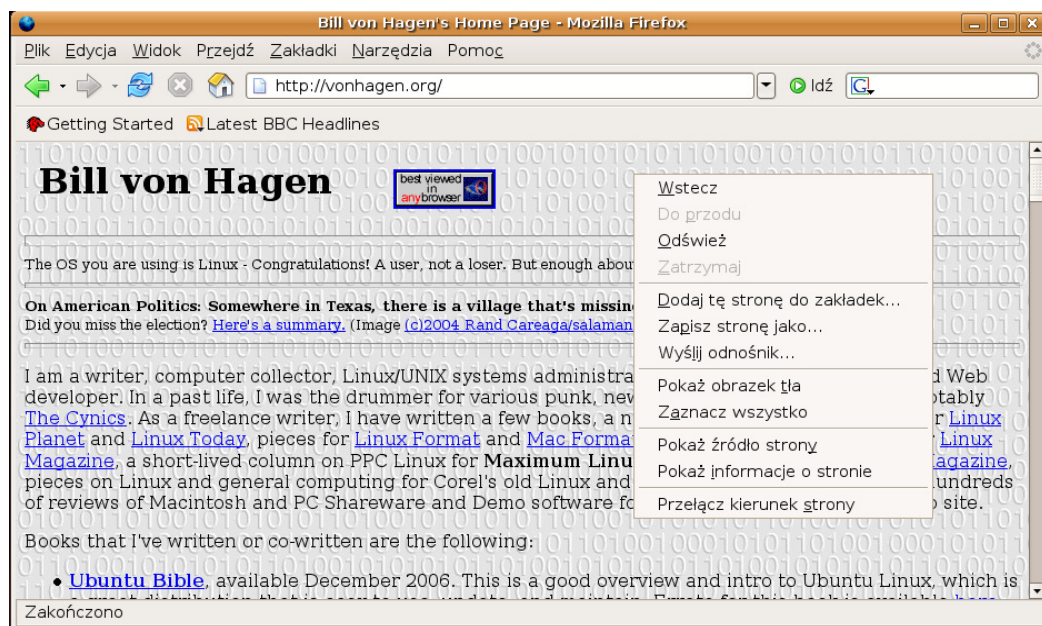 Bill von Hagen's Home Page - Mozilla Firefox
Plik Edycja Widok Przejdź Zakładki Narzędzia Pomoc
http://vonhagen.org/ Idź G
Getting Started Latest BBC Headlines
Bill von Hagen
best viewed
in
anybrowser
The OS you are using is Linux - Congratulations! A user, not a loser. But enough abou
On American Politics: Somewhere in Texas, there is a village that's missin
Did you miss the election? Here's a summary. (Image (c)2004 Rand Careaga/salaman
I am a writer, computer collector, Linux/UNIX systems administra d Web
developer. In a past life, I was the drummer for various punk, new otably
The Cynics. As a freelance writer, I have written a few books, a n r Linux
Planet and Linux Today, pieces for Linux Format and Mac Forma r Linux
Magazine, a short-lived column on PPC Linux for Maximum Linu agazine,
pieces on Linux and general computing for Corel's old Linux and undreds
of reviews of Macintosh and PC Shareware and Demo software fo o site.
Books that I've written or co-written are the following:
• Ubuntu Bible, available December 2006. This is a good overview and intro to Ubuntu Linux, which is
Wstecz
Do przodu
Odśwież
Zatrzymaj
Dodaj tę stronę do zakładek...
Zapisz stronę jako...
Wyślij odnośnik...
Pokaż obrazek tła
Zaznacz wszystko
Pokaż źródło strony
Pokaż informacje o stronie
Przełącz kierunek strony
Zakończono